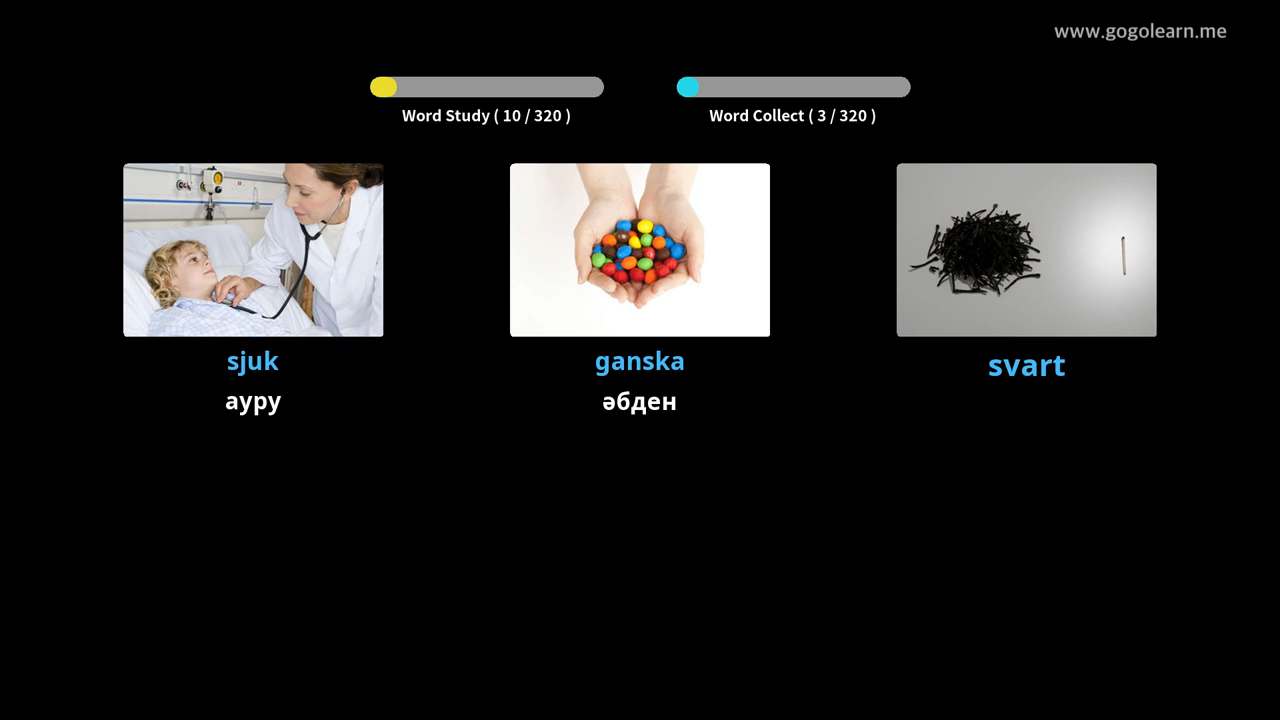 www.gogolearn.me
Word Study ( 10 / 320 )
Word Collect ( 3 / 320 )
sjuk
ganska
svart
ауру
әбден